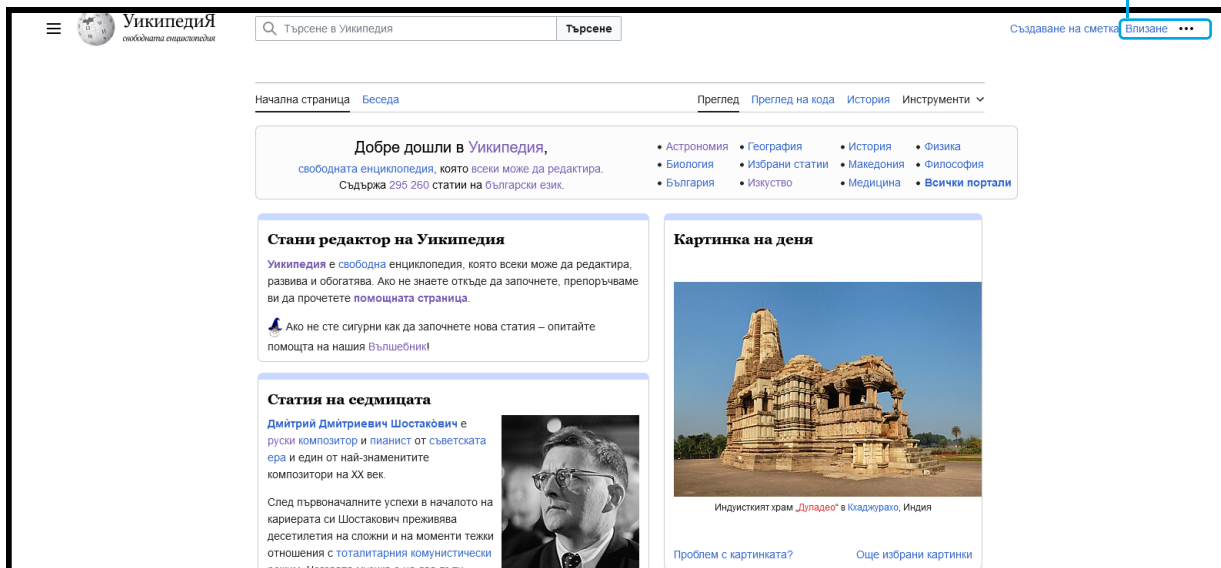 УикипедиЯ
свободната енциклопедия
Търсене в Уикипедия
Търсене
Създаване на сметка Влизане
Начална страница Беседа
Преглед Преглед на кода История Инструменти
Добре дошли в Уикипедия,
свободната енциклопедия, която всеки може да редактира.
Съдържа 295 260 статии на български език.
• Астрономия • География • История • Физика
• Биология • Избрани статии • Македония • Философия
• България • Изкуство • Медицина • Всички портали
Стани редактор на Уикипедия
Уикипедия е свободна енциклопедия, която всеки може да редактира,
развива и обогатява. Ако не знаете откъде да започнете, препоръчваме
ви да прочетете помощната страница.
Ако не сте сигурни как да започнете нова статия – опитайте
помощта на нашия Вълшебник!
Статия на седмицата
Дмѝтрий Дмѝтриевич Шостако̀вич е
руски композитор и пианист от съветската
ера и един от най-знаменитите
композитори на XX век.
След първоначалните успехи в началото на
кариерата си Шостакович преживява
десетилетия на сложни и на моменти тежки
отношения с тоталитарния комунистически
Картинка на деня
Индуисткият храм „Дуладео“ в Кхаджурахо, Индия
Проблем с картинката? Още избрани картинки